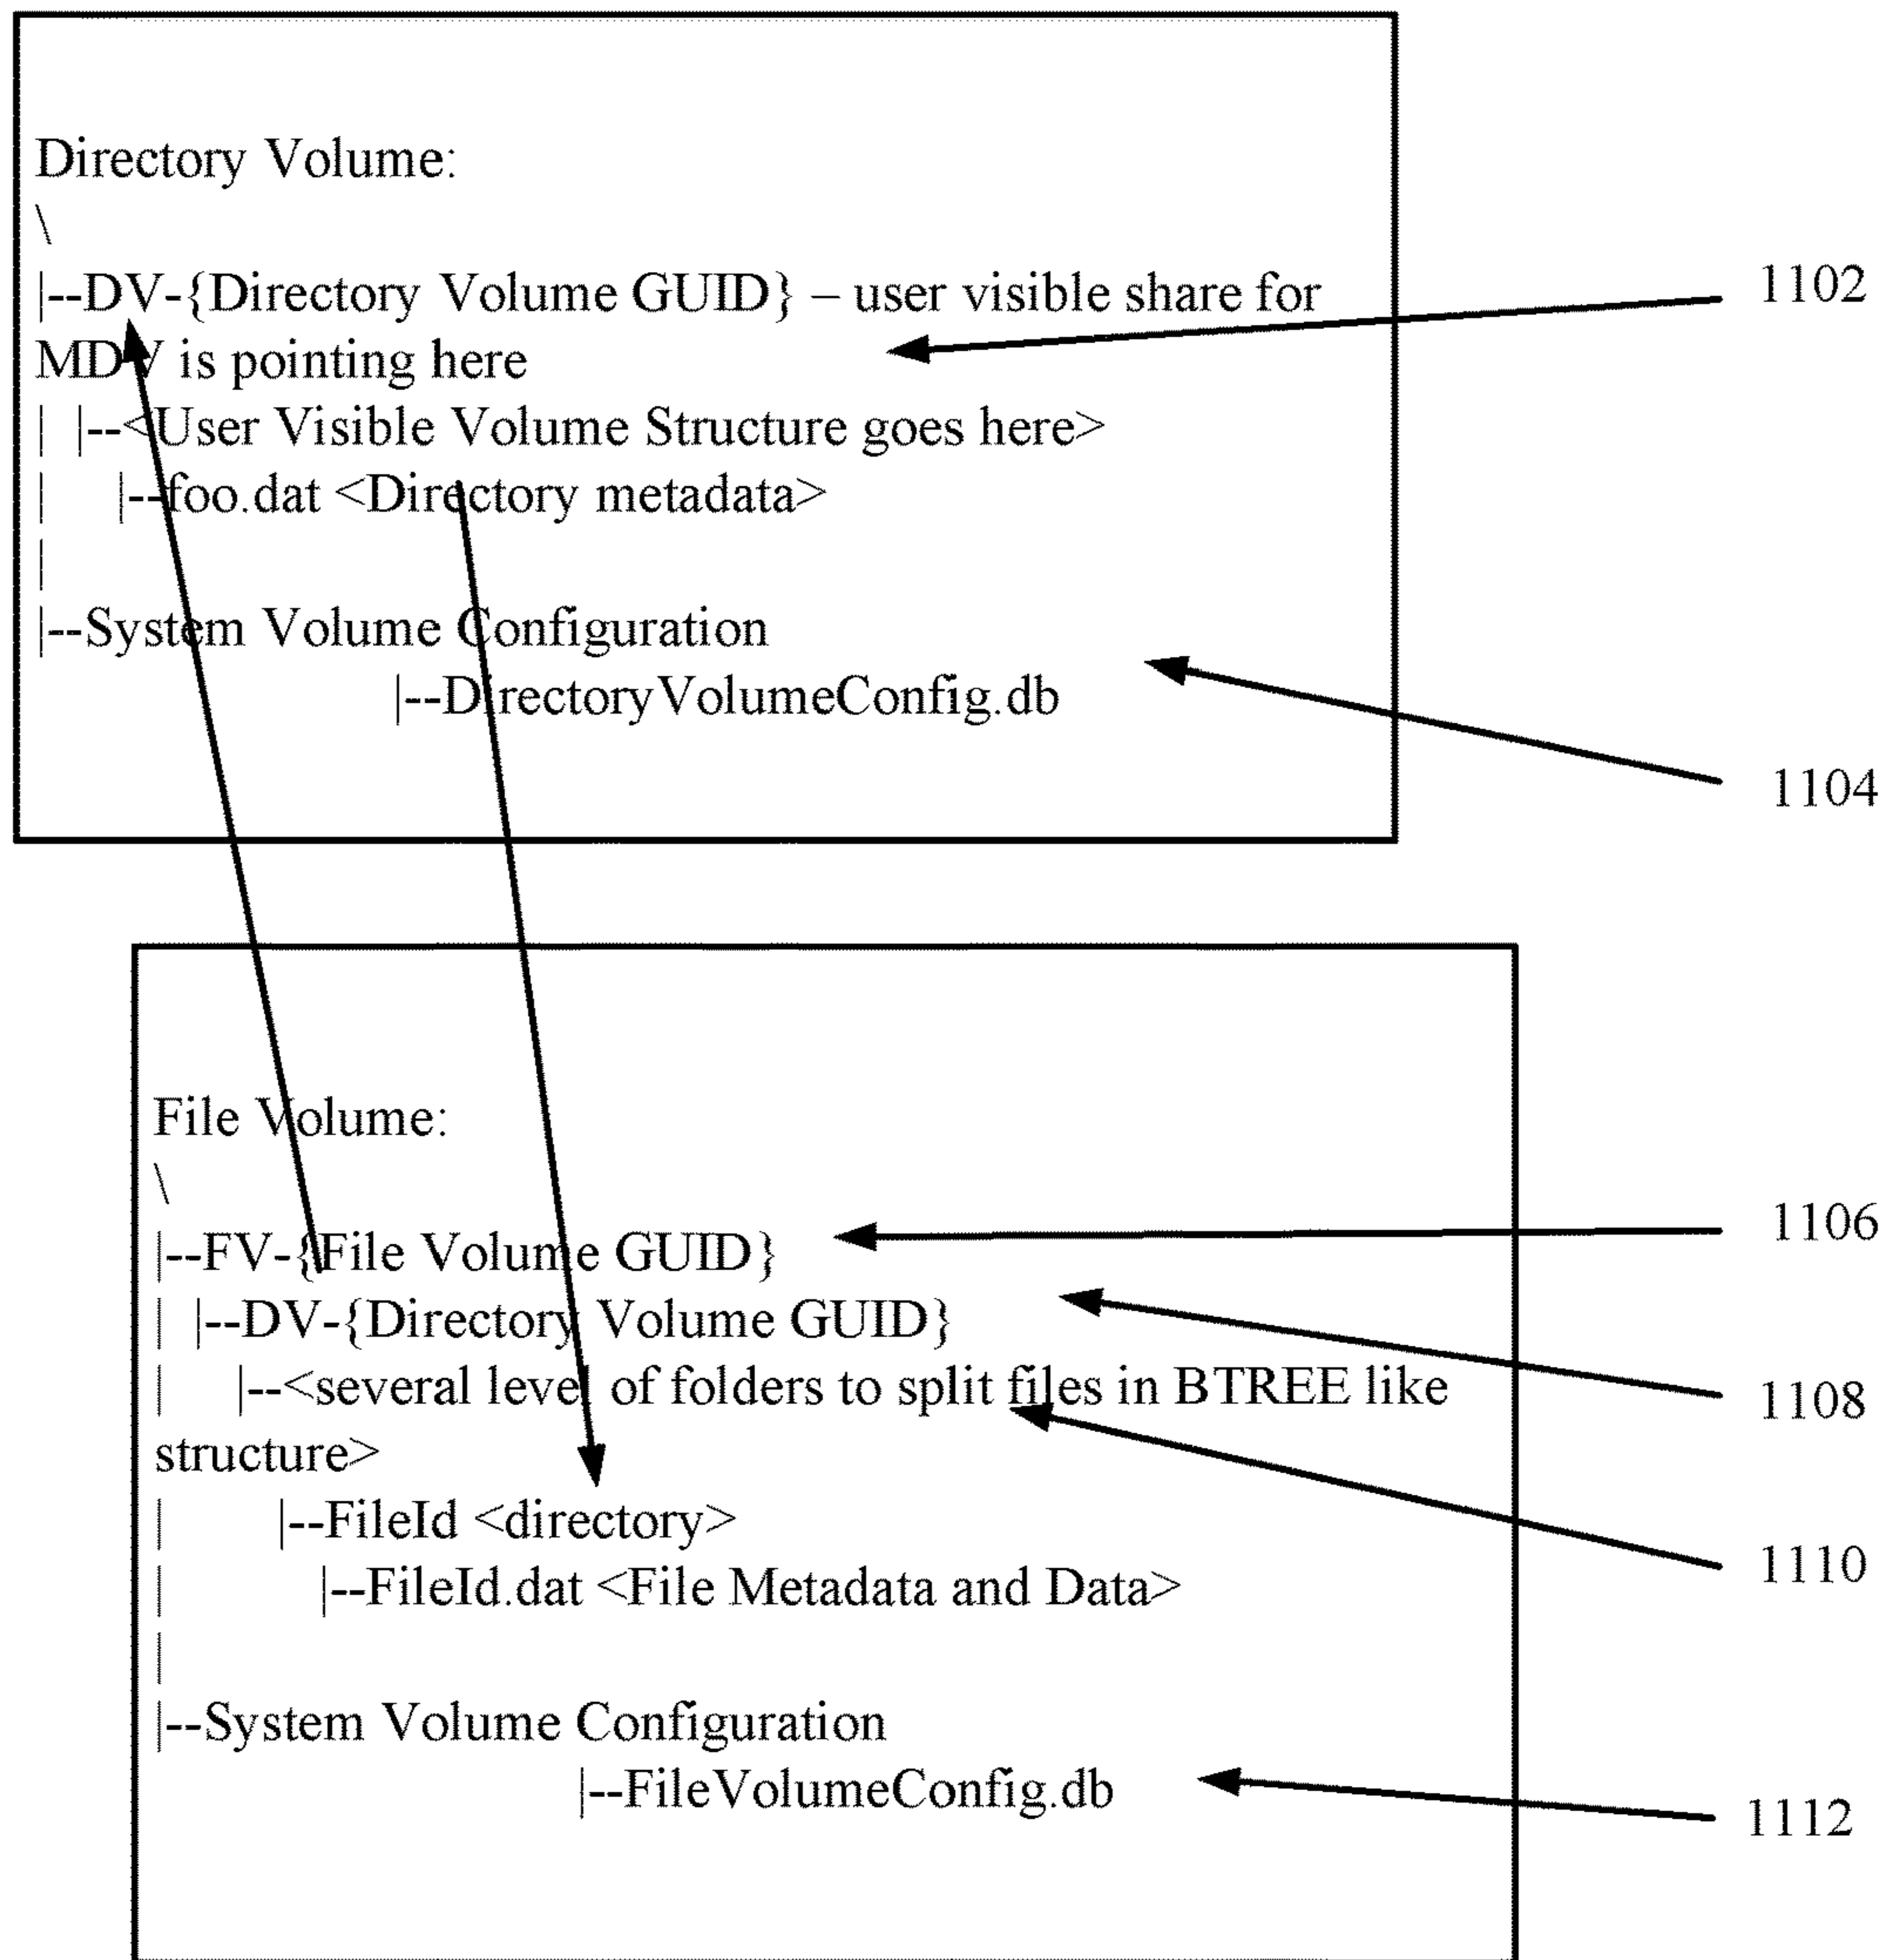 Directory Volume:
\
|--DV-{Directory Volume GUID} – user visible share for
MDV is pointing here
| |--<User Visible Volume Structure goes here>
| |--foo.dat <Directory metadata>
|
|--System Volume Configuration
|--DirectoryVolumeConfig.db
1102
1104
File Volume:
\
|--FV-{File Volume GUID}
| |--DV-{Directory Volume GUID}
| |--<several level of folders to split files in BTREE like
structure>
| |--FileId <directory>
| |--FileId.dat <File Metadata and Data>
|
|--System Volume Configuration
|--FileVolumeConfig.db
1106
1108
1110
1112